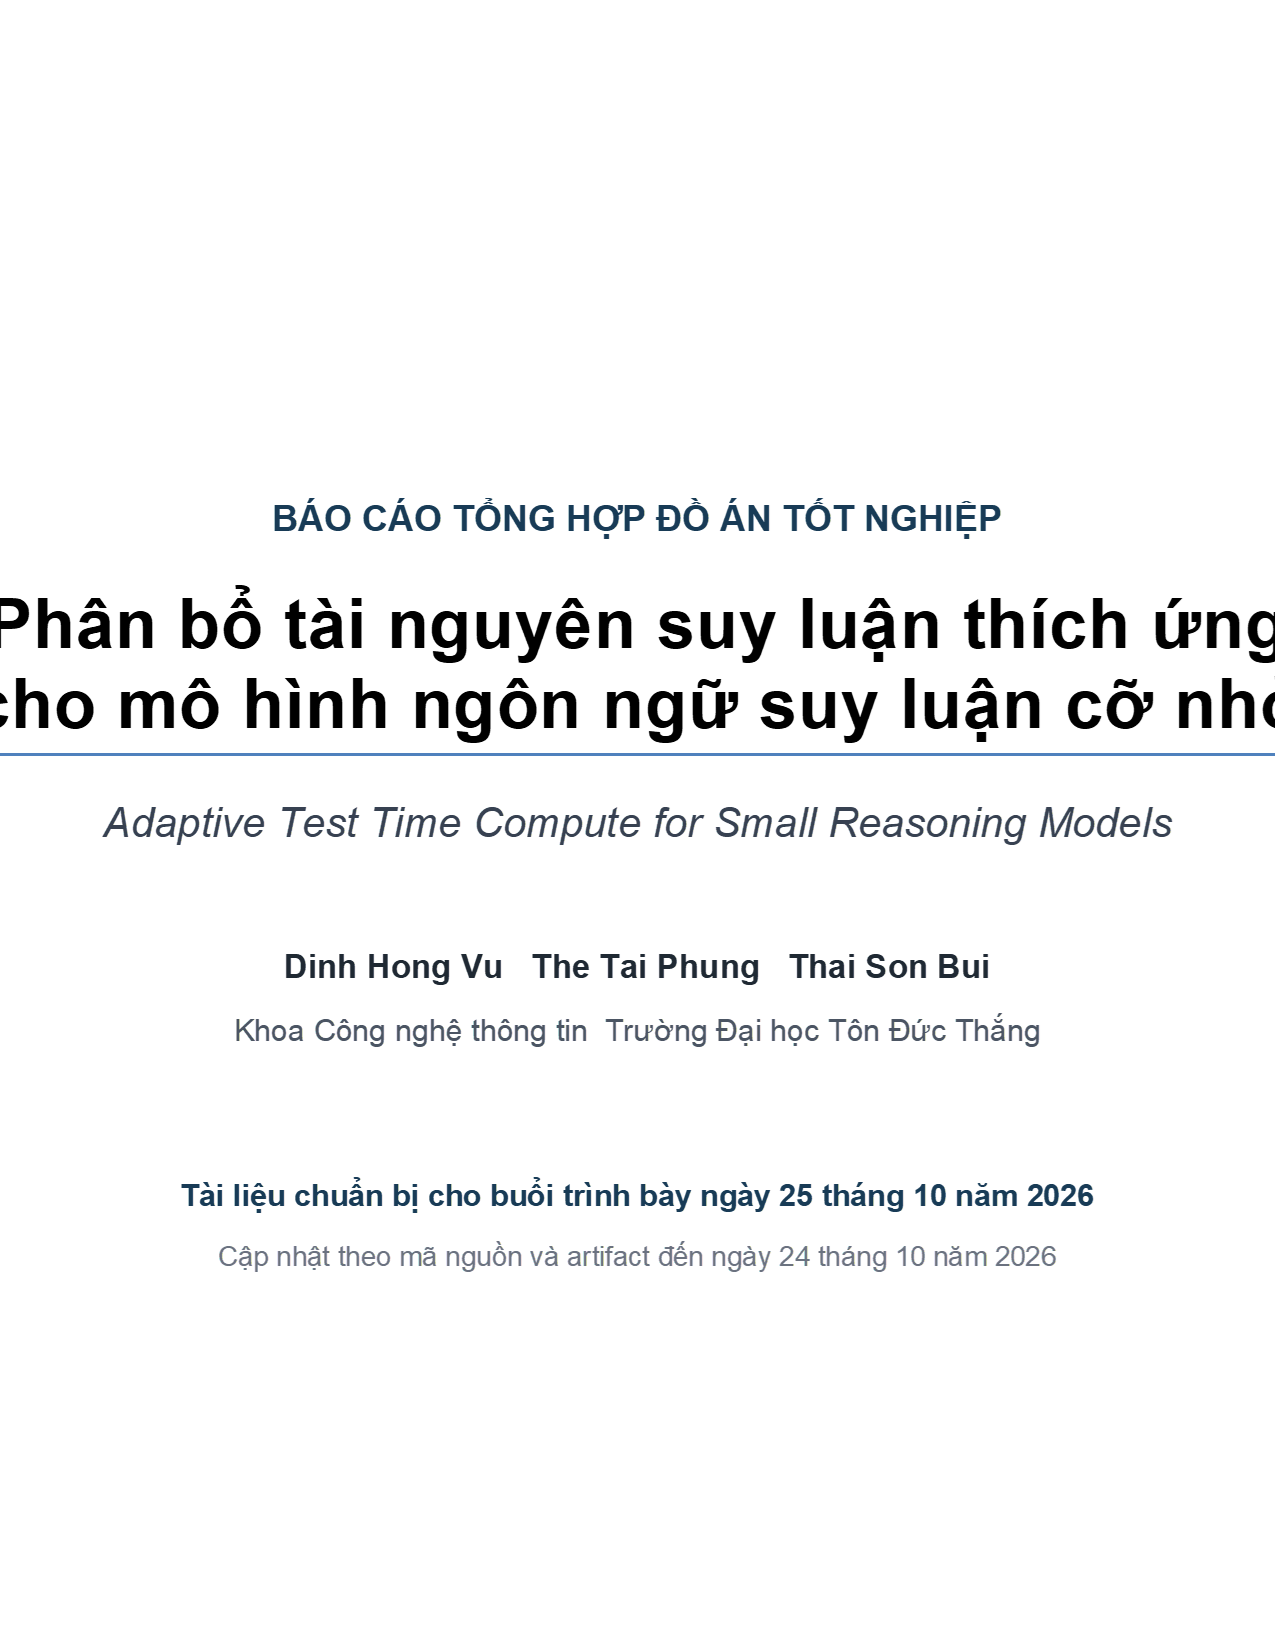 BÁO CÁO TỔNG HỢP ĐỒ ÁN TỐT NGHIỆP
Phân bổ tài nguyên suy luận thích ứng
cho mô hình ngôn ngữ suy luận cỡ nhỏ
Adaptive Test Time Compute for Small Reasoning Models
Dinh Hong Vu The Tai Phung Thai Son Bui
Khoa Công nghệ thông tin Trường Đại học Tôn Đức Thắng
Tài liệu chuẩn bị cho buổi trình bày ngày 25 tháng 10 năm 2026
Cập nhật theo mã nguồn và artifact đến ngày 24 tháng 10 năm 2026